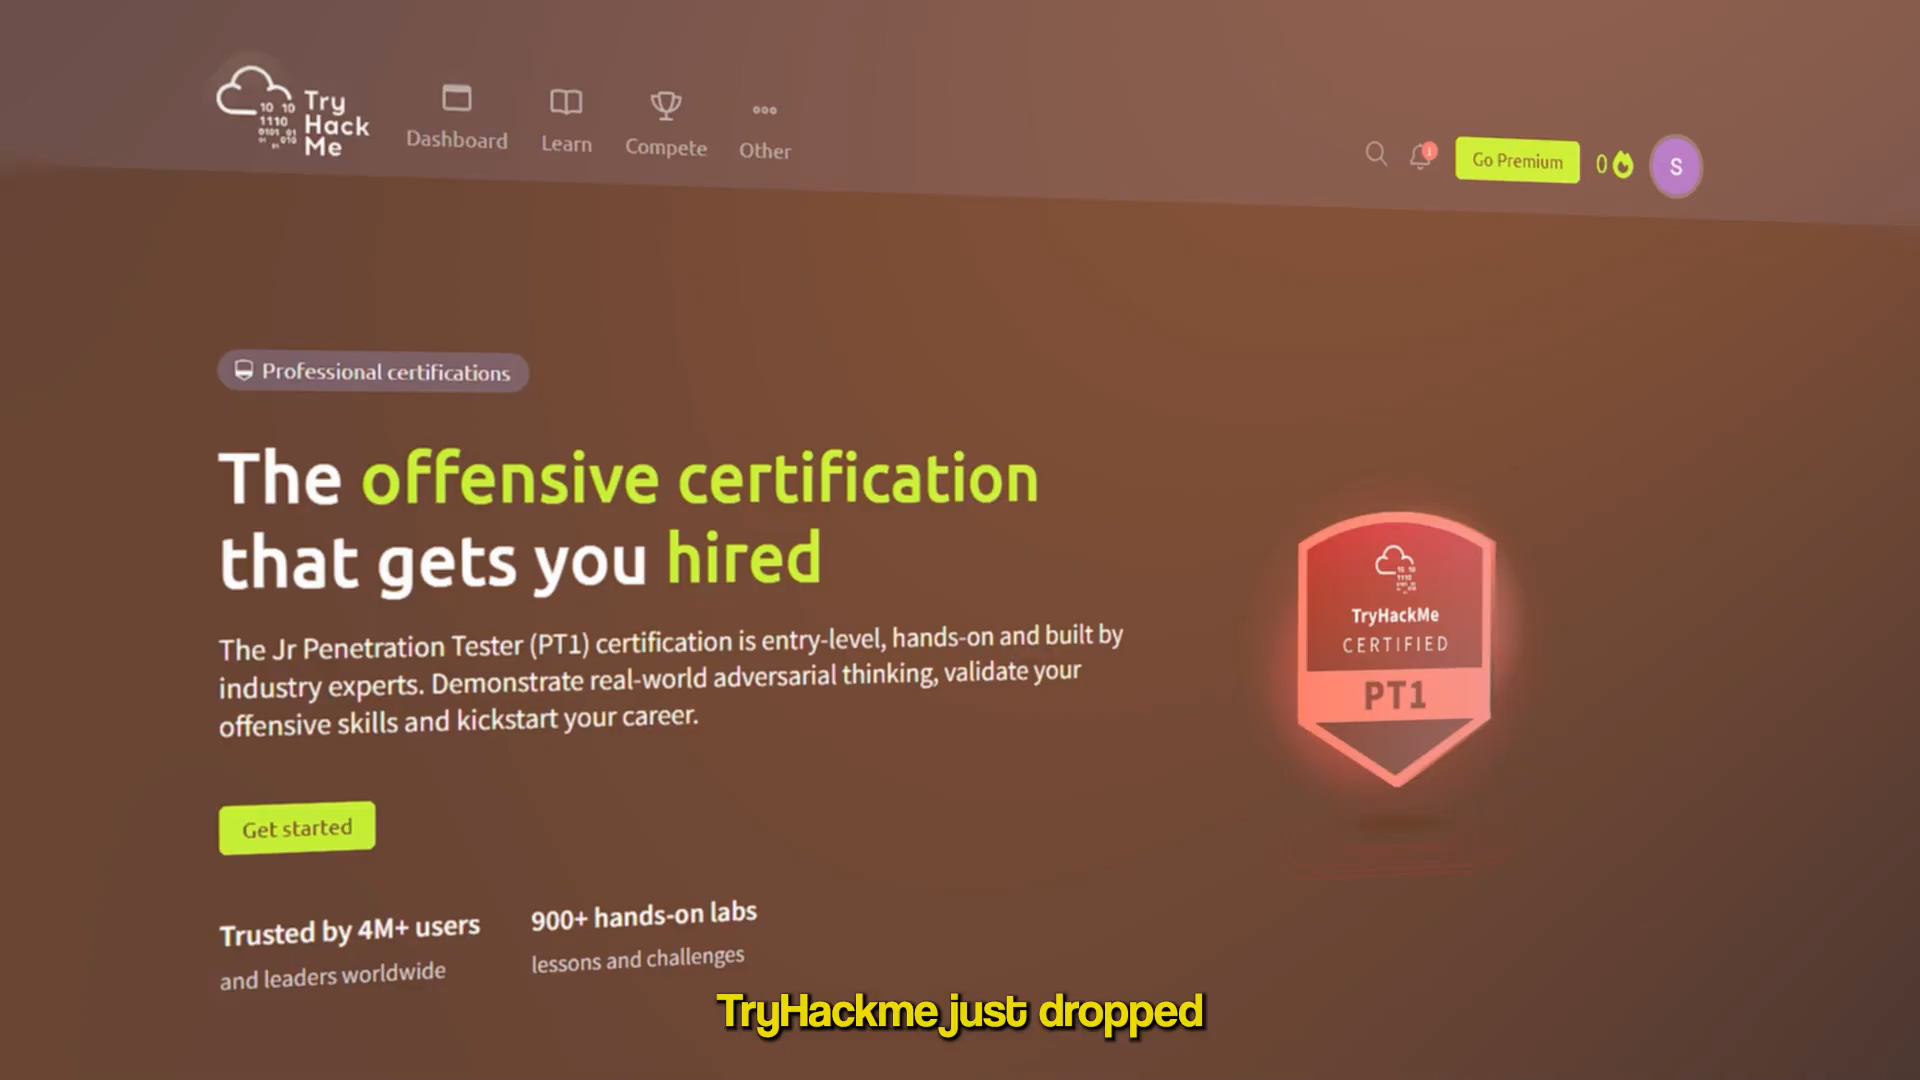 Try
Hack
Me
Dashboard
Learn
Compete
Other
1
Go Premium
0
S
Professional certifications
The offensive certification
that gets you hired
The Jr Penetration Tester (PT1) certification is entry-level, hands-on and built by
industry experts. Demonstrate real-world adversarial thinking, validate your
offensive skills and kickstart your career.
TryHackMe
CERTIFIED
PT1
Get started
Trusted by 4M+ users
and leaders worldwide
900+ hands-on labs
lessons and challenges
TryHackme just dropped